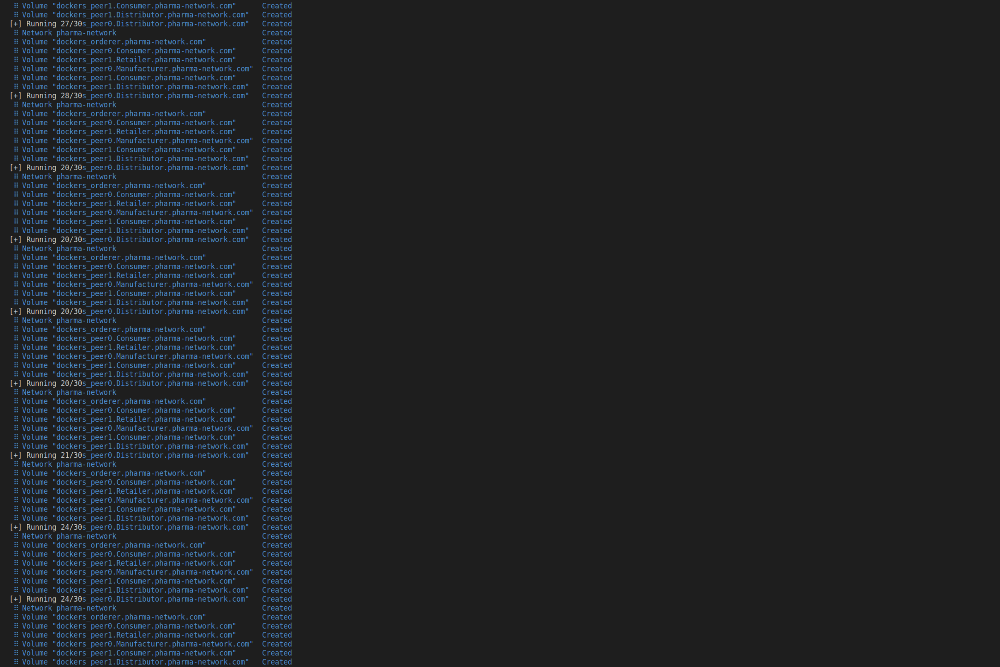 ⠿ Volume "dockers_peer1.Consumer.pharma-network.com" Created
⠿ Volume "dockers_peer1.Distributor.pharma-network.com" Created
[+] Running 27/30s_peer0.Distributor.pharma-network.com" Created
⠿ Network pharma-network Created
⠿ Volume "dockers_orderer.pharma-network.com" Created
⠿ Volume "dockers_peer0.Consumer.pharma-network.com" Created
⠿ Volume "dockers_peer1.Retailer.pharma-network.com" Created
⠿ Volume "dockers_peer0.Manufacturer.pharma-network.com" Created
⠿ Volume "dockers_peer1.Consumer.pharma-network.com" Created
⠿ Volume "dockers_peer1.Distributor.pharma-network.com" Created
[+] Running 28/30s_peer0.Distributor.pharma-network.com" Created
⠿ Network pharma-network Created
⠿ Volume "dockers_orderer.pharma-network.com" Created
⠿ Volume "dockers_peer0.Consumer.pharma-network.com" Created
⠿ Volume "dockers_peer1.Retailer.pharma-network.com" Created
⠿ Volume "dockers_peer0.Manufacturer.pharma-network.com" Created
⠿ Volume "dockers_peer1.Consumer.pharma-network.com" Created
⠿ Volume "dockers_peer1.Distributor.pharma-network.com" Created
[+] Running 20/30s_peer0.Distributor.pharma-network.com" Created
⠿ Network pharma-network Created
⠿ Volume "dockers_orderer.pharma-network.com" Created
⠿ Volume "dockers_peer0.Consumer.pharma-network.com" Created
⠿ Volume "dockers_peer1.Retailer.pharma-network.com" Created
⠿ Volume "dockers_peer0.Manufacturer.pharma-network.com" Created
⠿ Volume "dockers_peer1.Consumer.pharma-network.com" Created
⠿ Volume "dockers_peer1.Distributor.pharma-network.com" Created
[+] Running 20/30s_peer0.Distributor.pharma-network.com" Created
⠿ Network pharma-network Created
⠿ Volume "dockers_orderer.pharma-network.com" Created
⠿ Volume "dockers_peer0.Consumer.pharma-network.com" Created
⠿ Volume "dockers_peer1.Retailer.pharma-network.com" Created
⠿ Volume "dockers_peer0.Manufacturer.pharma-network.com" Created
⠿ Volume "dockers_peer1.Consumer.pharma-network.com" Created
⠿ Volume "dockers_peer1.Distributor.pharma-network.com" Created
[+] Running 20/30s_peer0.Distributor.pharma-network.com" Created
⠿ Network pharma-network Created
⠿ Volume "dockers_orderer.pharma-network.com" Created
⠿ Volume "dockers_peer0.Consumer.pharma-network.com" Created
⠿ Volume "dockers_peer1.Retailer.pharma-network.com" Created
⠿ Volume "dockers_peer0.Manufacturer.pharma-network.com" Created
⠿ Volume "dockers_peer1.Consumer.pharma-network.com" Created
⠿ Volume "dockers_peer1.Distributor.pharma-network.com" Created
[+] Running 20/30s_peer0.Distributor.pharma-network.com" Created
⠿ Network pharma-network Created
⠿ Volume "dockers_orderer.pharma-network.com" Created
⠿ Volume "dockers_peer0.Consumer.pharma-network.com" Created
⠿ Volume "dockers_peer1.Retailer.pharma-network.com" Created
⠿ Volume "dockers_peer0.Manufacturer.pharma-network.com" Created
⠿ Volume "dockers_peer1.Consumer.pharma-network.com" Created
⠿ Volume "dockers_peer1.Distributor.pharma-network.com" Created
[+] Running 21/30s_peer0.Distributor.pharma-network.com" Created
⠿ Network pharma-network Created
⠿ Volume "dockers_orderer.pharma-network.com" Created
⠿ Volume "dockers_peer0.Consumer.pharma-network.com" Created
⠿ Volume "dockers_peer1.Retailer.pharma-network.com" Created
⠿ Volume "dockers_peer0.Manufacturer.pharma-network.com" Created
⠿ Volume "dockers_peer1.Consumer.pharma-network.com" Created
⠿ Volume "dockers_peer1.Distributor.pharma-network.com" Created
[+] Running 24/30s_peer0.Distributor.pharma-network.com" Created
⠿ Network pharma-network Created
⠿ Volume "dockers_orderer.pharma-network.com" Created
⠿ Volume "dockers_peer0.Consumer.pharma-network.com" Created
⠿ Volume "dockers_peer1.Retailer.pharma-network.com" Created
⠿ Volume "dockers_peer0.Manufacturer.pharma-network.com" Created
⠿ Volume "dockers_peer1.Consumer.pharma-network.com" Created
⠿ Volume "dockers_peer1.Distributor.pharma-network.com" Created
[+] Running 24/30s_peer0.Distributor.pharma-network.com" Created
⠿ Network pharma-network Created
⠿ Volume "dockers_orderer.pharma-network.com" Created
⠿ Volume "dockers_peer0.Consumer.pharma-network.com" Created
⠿ Volume "dockers_peer1.Retailer.pharma-network.com" Created
⠿ Volume "dockers_peer0.Manufacturer.pharma-network.com" Created
⠿ Volume "dockers_peer1.Consumer.pharma-network.com" Created
⠿ Volume "dockers_peer1.Distributor.pharma-network.com" Created